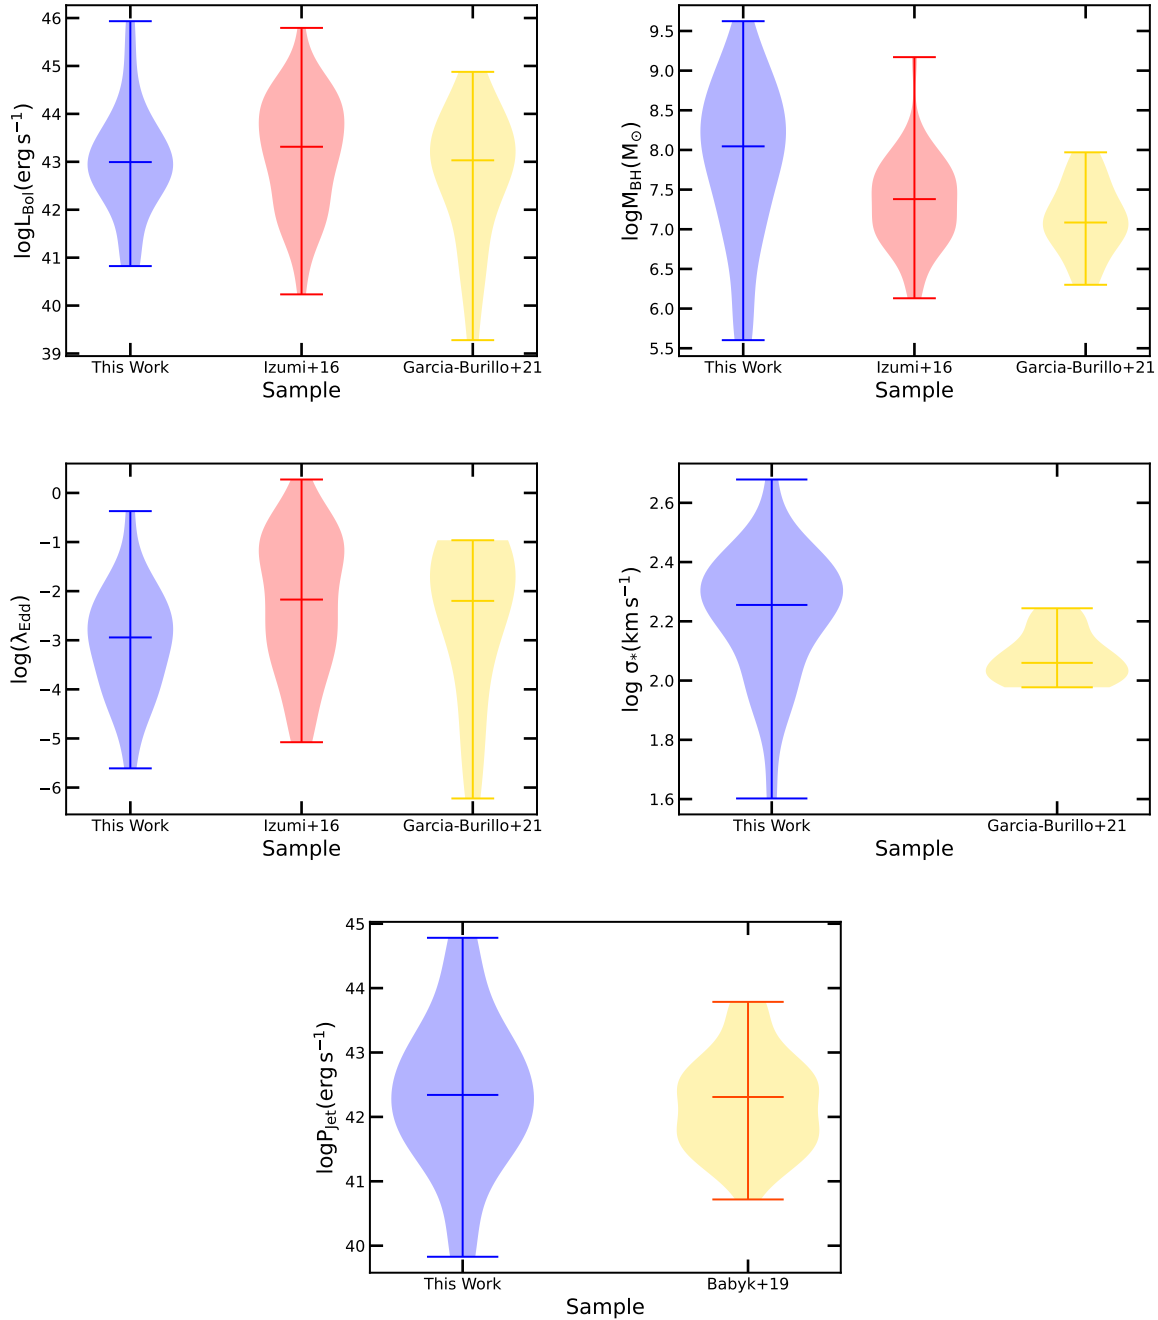 46
45
44
43
42
41
40
39
logL_Bol(erg s⁻¹)
This Work Izumi+16 Garcia-Burillo+21
Sample
9.5
9.0
8.5
8.0
7.5
7.0
6.5
6.0
5.5
logM_BH(M_⊙)
This Work Izumi+16 Garcia-Burillo+21
Sample
0
−1
−2
−3
−4
−5
−6
log(λ_Edd)
This Work Izumi+16 Garcia-Burillo+21
Sample
2.6
2.4
2.2
2.0
1.8
1.6
log σ_*(km s⁻¹)
This Work Garcia-Burillo+21
Sample
45
44
43
42
41
40
logP_Jet(erg s⁻¹)
This Work Babyk+19
Sample